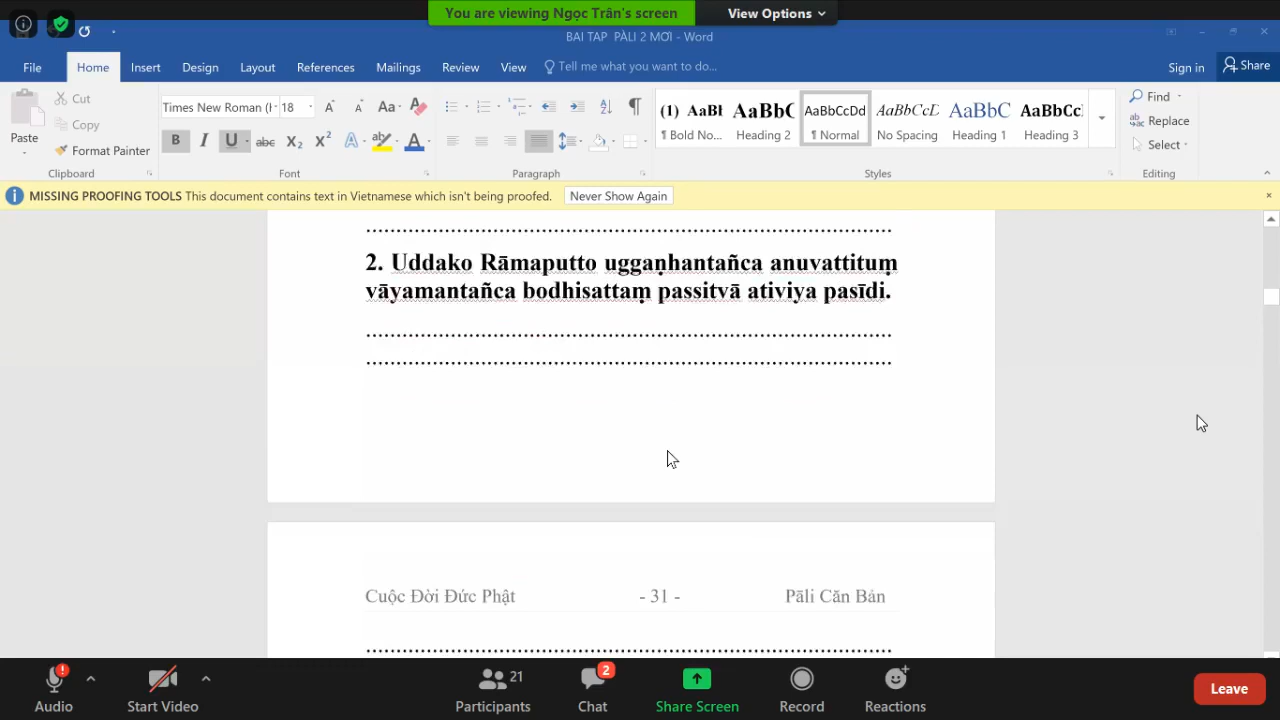 You are viewing Ngọc Trân's screen
View Options
BAI TAP PÀLI 2 MƠI - Word
File
Home
Insert
Design
Layout
References
Mailings
Review
View
Tell me what you want to do...
Sign in
Share
Paste
Cut
Copy
Format Painter
Times New Roman (I
18
(1) AaBl
AaBbC
AaBbCcDd
AaBbCcD
AaBbC
AaBbCc
¶ Bold No...
Heading 2
¶ Normal
No Spacing
Heading 1
Heading 3
Find
Replace
Select
Clipboard
Font
Paragraph
Styles
Editing
MISSING PROOFING TOOLS This document contains text in Vietnamese which isn't being proofed.
Never Show Again
2. Uddako Rāmaputto uggaṇhantañca anuvattituṃ
vāyamantañca bodhisattaṃ passitvā ativiya pasīdi.
Cuộc Đời Đức Phật - 31 - Pāli Căn Bản
Audio
Start Video
21
Participants
2
Chat
Share Screen
Record
Reactions
Leave